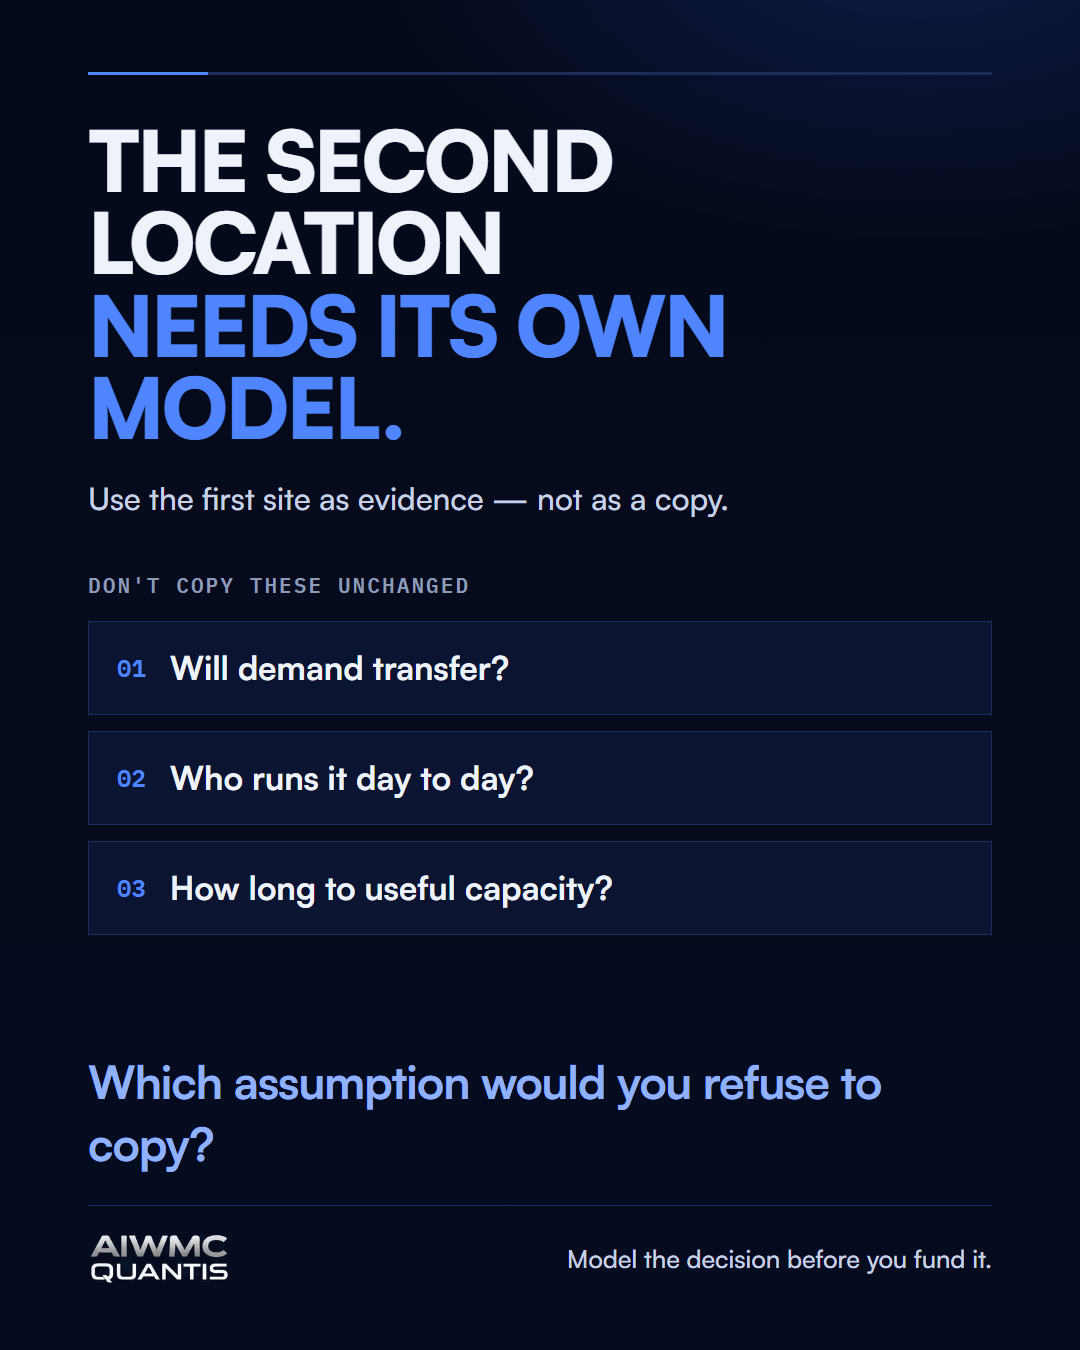 THE SECOND
LOCATION
NEEDS ITS OWN
MODEL.
Use the first site as evidence — not as a copy.
DON'T COPY THESE UNCHANGED
01 Will demand transfer?
02 Who runs it day to day?
03 How long to useful capacity?
Which assumption would you refuse to
copy?
AIWMC
QUANTIS
Model the decision before you fund it.